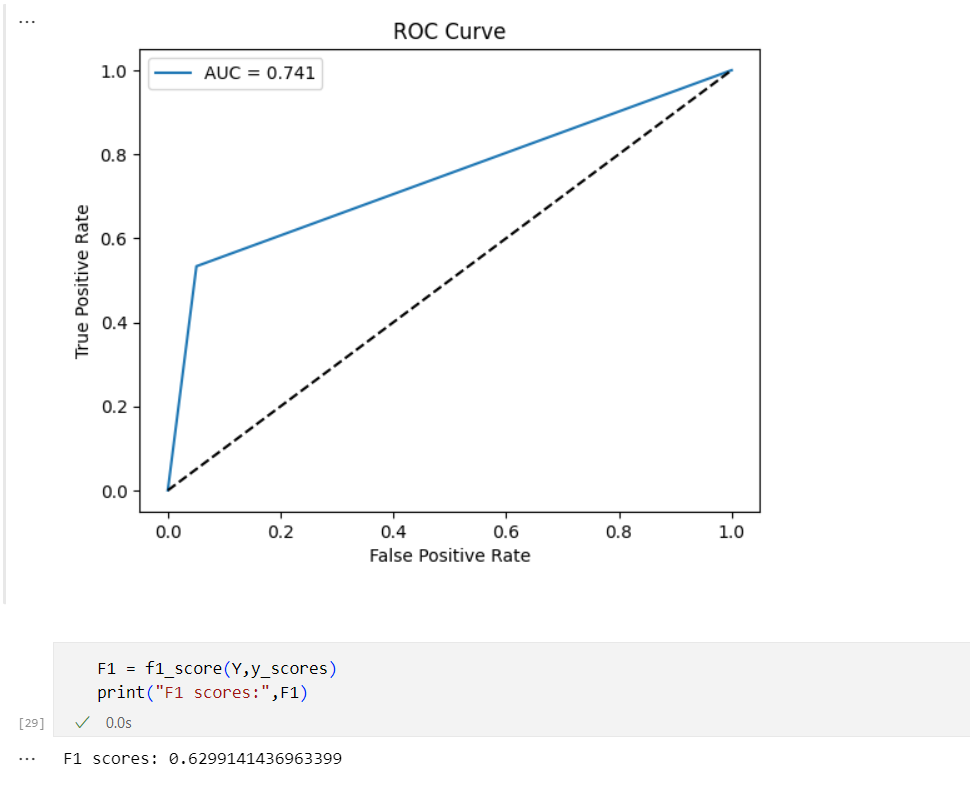 ...
ROC Curve
AUC = 0.741
1.0
0.8
0.6
0.4
0.2
0.0
True Positive Rate
0.0 0.2 0.4 0.6 0.8 1.0
False Positive Rate
F1 = f1_score(Y,y_scores)
print("F1 scores:",F1)
[29] ✓ 0.0s
... F1 scores: 0.6299141436963399